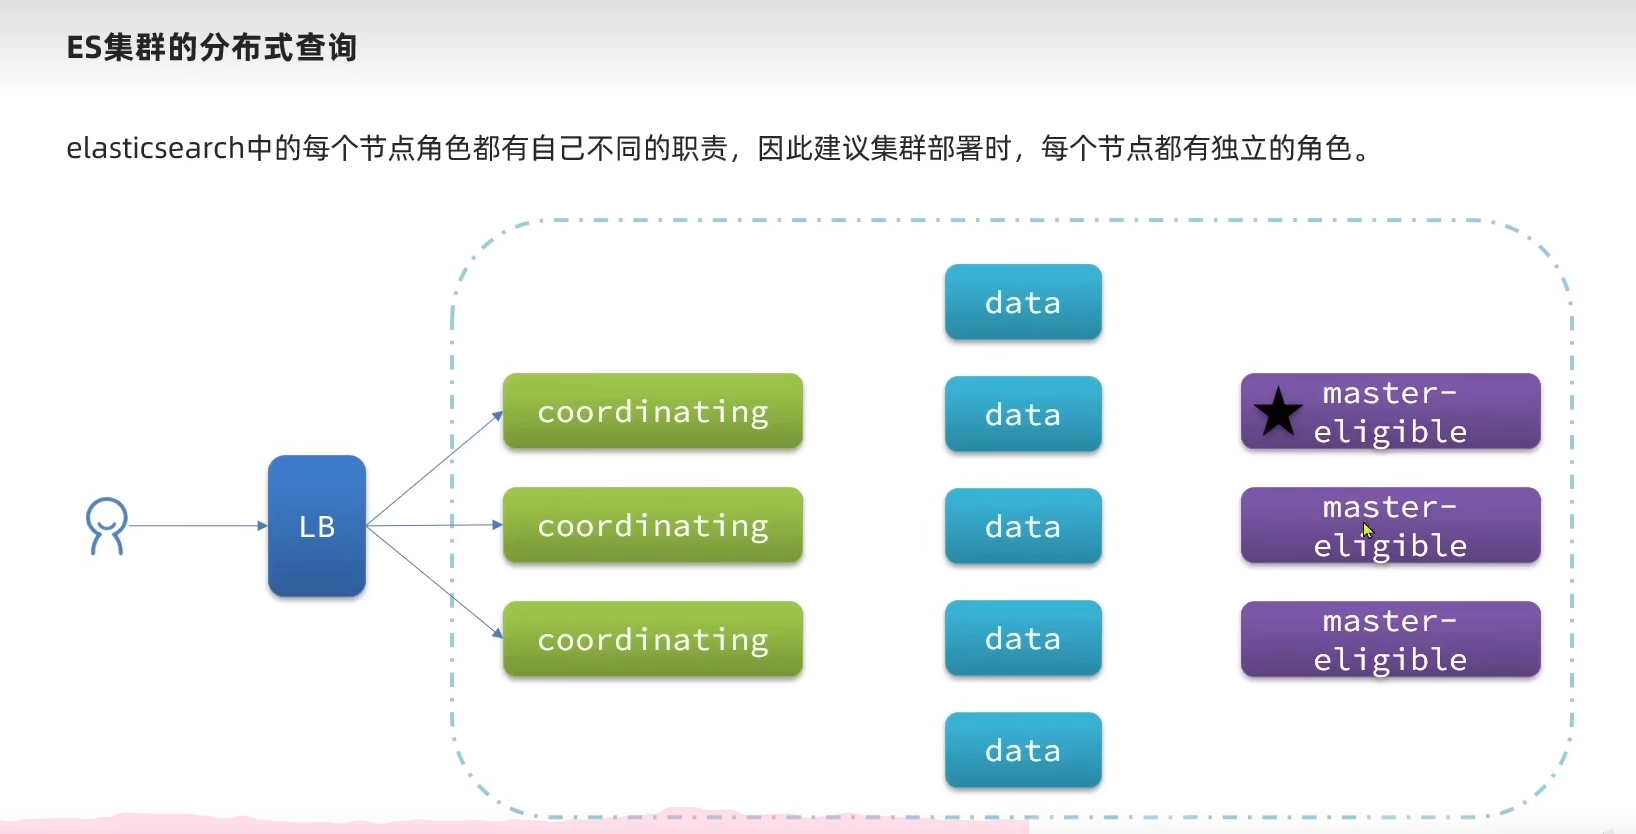 ES集群的分布式查询
elasticsearch中的每个节点角色都有自己不同的职责，因此建议集群部署时，每个节点都有独立的角色。
LB
coordinating
coordinating
coordinating
data
data
data
data
data
master-
eligible
master-
eligible
master-
eligible